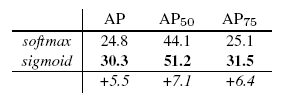 AP AP50 AP75
softmax 24.8 44.1 25.1
sigmoid 30.3 51.2 31.5
+5.5 +7.1 +6.4